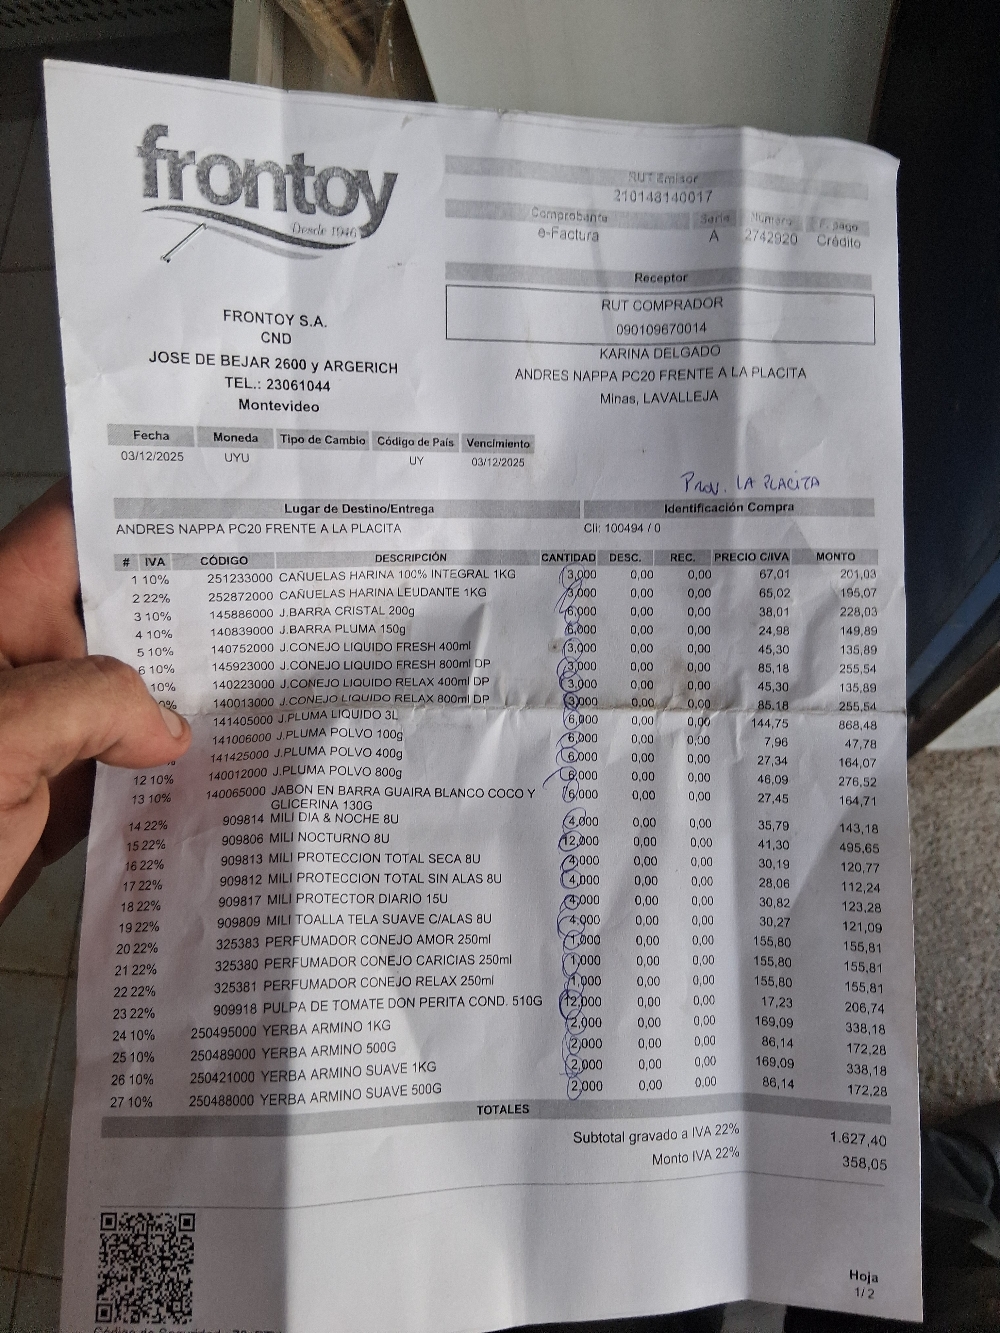 frontoy
Desde 1946
RUT Emisor
210148140017
Comprobante Serie Número F. pago
e-Factura A 2742920 Crédito
Receptor
RUT COMPRADOR
090109670014
KARINA DELGADO
ANDRES NAPPA PC20 FRENTE A LA PLACITA
Minas, LAVALLEJA
FRONTOY S.A.
CND
JOSE DE BEJAR 2600 y ARGERICH
TEL.: 23061044
Montevideo
Fecha Moneda Tipo de Cambio Código de País Vencimiento
03/12/2025 UYU UY 03/12/2025
Prov. LA PLACITA
Lugar de Destino/Entrega Identificación Compra
ANDRES NAPPA PC20 FRENTE A LA PLACITA Cli: 100494 / 0
# IVA CÓDIGO DESCRIPCIÓN CANTIDAD DESC. REC. PRECIO C/IVA MONTO
1 10% 251233000 CAÑUELAS HARINA 100% INTEGRAL 1KG 3,000 0,00 0,00 67,01 201,03
2 22% 252872000 CAÑUELAS HARINA LEUDANTE 1KG 3,000 0,00 0,00 65,02 195,07
3 10% 145886000 J.BARRA CRISTAL 200g 6,000 0,00 0,00 38,01 228,03
4 10% 140839000 J.BARRA PLUMA 150g 6,000 0,00 0,00 24,98 149,89
5 10% 140752000 J.CONEJO LIQUIDO FRESH 400ml 3,000 0,00 0,00 45,30 135,89
6 10% 145923000 J.CONEJO LIQUIDO FRESH 800ml DP 3,000 0,00 0,00 85,18 255,54
10% 140223000 J.CONEJO LIQUIDO RELAX 400ml DP 3,000 0,00 0,00 45,30 135,89
0% 140013000 J.CONEJO LIQUIDO RELAX 800ml DP 3,000 0,00 0,00 85,18 255,54
141405000 J.PLUMA LIQUIDO 3L 6,000 0,00 0,00 144,75 868,48
141006000 J.PLUMA POLVO 100g 6,000 0,00 0,00 7,96 47,78
141425000 J.PLUMA POLVO 400g 6,000 0,00 0,00 27,34 164,07
12 10% 140012000 J.PLUMA POLVO 800g 6,000 0,00 0,00 46,09 276,52
13 10% 140065000 JABON EN BARRA GUAIRA BLANCO COCO Y 6,000 0,00 0,00 27,45 164,71
GLICERINA 130G
14 22% 909814 MILI DIA & NOCHE 8U 4,000 0,00 0,00 35,79 143,18
15 22% 909806 MILI NOCTURNO 8U 12,000 0,00 0,00 41,30 495,65
16 22% 909813 MILI PROTECCION TOTAL SECA 8U 4,000 0,00 0,00 30,19 120,77
17 22% 909812 MILI PROTECCION TOTAL SIN ALAS 8U 4,000 0,00 0,00 28,06 112,24
18 22% 909817 MILI PROTECTOR DIARIO 15U 4,000 0,00 0,00 30,82 123,28
19 22% 909809 MILI TOALLA TELA SUAVE C/ALAS 8U 4,000 0,00 0,00 30,27 121,09
20 22% 325383 PERFUMADOR CONEJO AMOR 250ml 1,000 0,00 0,00 155,80 155,81
21 22% 325380 PERFUMADOR CONEJO CARICIAS 250ml 1,000 0,00 0,00 155,80 155,81
22 22% 325381 PERFUMADOR CONEJO RELAX 250ml 1,000 0,00 0,00 155,80 155,81
23 22% 909918 PULPA DE TOMATE DON PERITA COND. 510G 12,000 0,00 0,00 17,23 206,74
24 10% 250495000 YERBA ARMINO 1KG 2,000 0,00 0,00 169,09 338,18
25 10% 250489000 YERBA ARMINO 500G 2,000 0,00 0,00 86,14 172,28
26 10% 250421000 YERBA ARMINO SUAVE 1KG 2,000 0,00 0,00 169,09 338,18
27 10% 250488000 YERBA ARMINO SUAVE 500G 2,000 0,00 0,00 86,14 172,28
TOTALES
Subtotal gravado a IVA 22% 1.627,40
Monto IVA 22% 358,05
Hoja
1/ 2